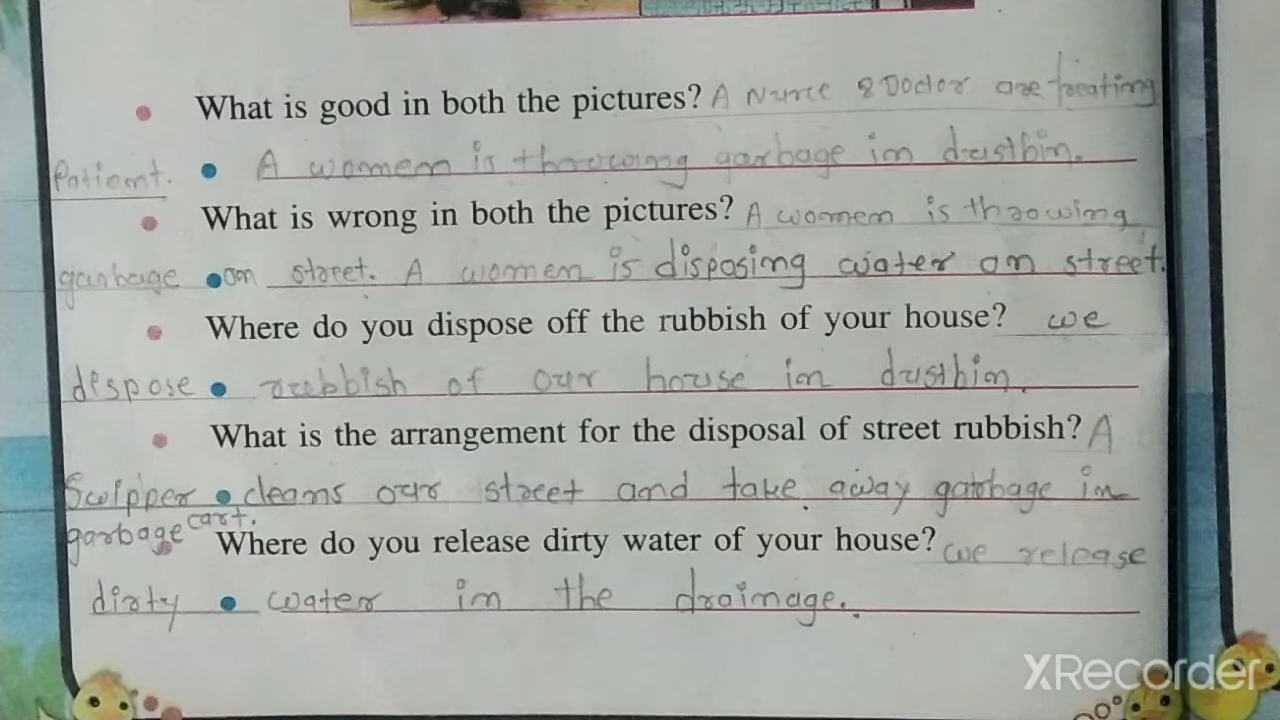 What is good in both the pictures? A Nurse & Doctor are treating
Patient. A women is throwing garbage in dustbin.
What is wrong in both the pictures? A women is throwing
garbage on street. A women is disposing water on street.
Where do you dispose off the rubbish of your house? we
dispose rubbish of our house in dustbin.
What is the arrangement for the disposal of street rubbish? A
Swipper cleans our street and take away garbage in
garbage cart.
Where do you release dirty water of your house? we release
dirty water in the drainage.
XRecorder